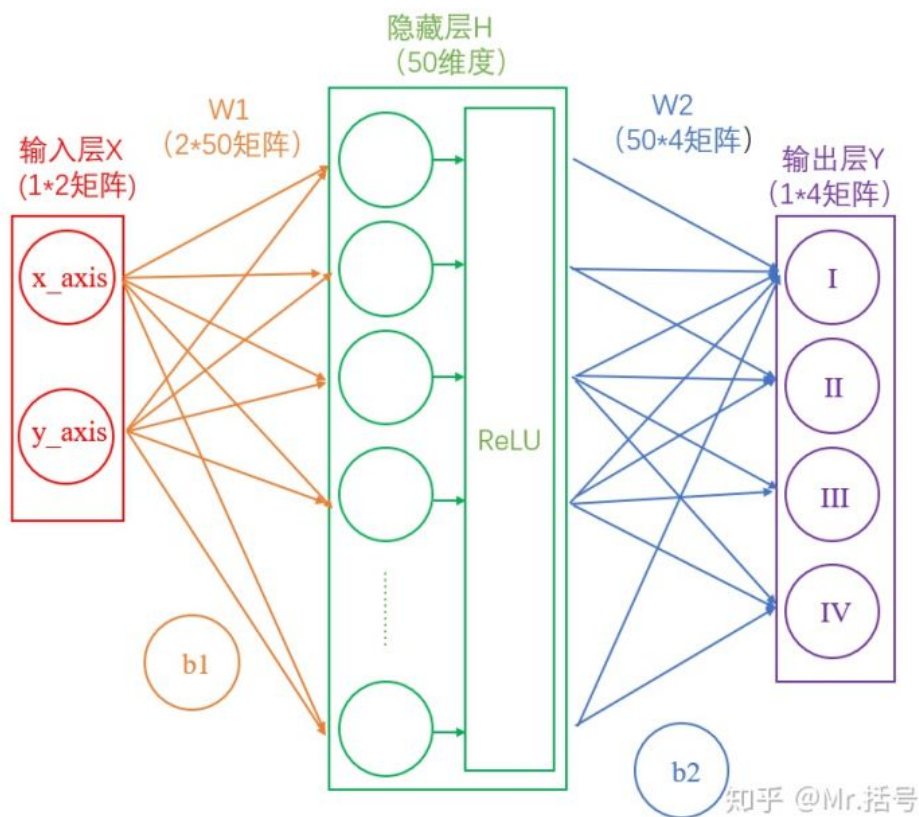 隐藏层H
(50维度)
W1
(2*50矩阵)
W2
(50*4矩阵)
输入层X
(1*2矩阵)
输出层Y
(1*4矩阵)
x_axis
y_axis
ReLU
I
II
III
IV
b1
b2
知乎 @Mr.括号